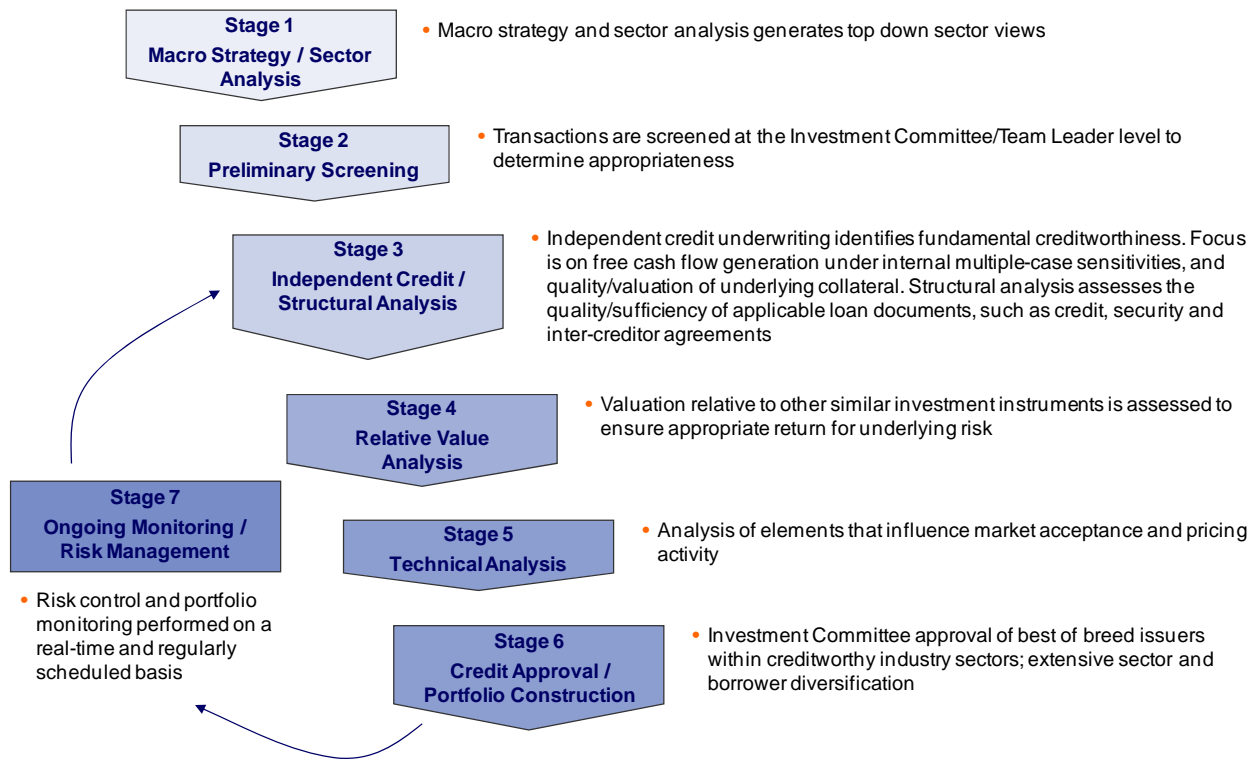 Stage 1
Macro Strategy / Sector
Analysis
• Macro strategy and sector analysis generates top down sector views
Stage 2
Preliminary Screening
• Transactions are screened at the Investment Committee/Team Leader level to
determine appropriateness
Stage 3
Independent Credit /
Structural Analysis
• Independent credit underwriting identifies fundamental creditworthiness. Focus
is on free cash flow generation under internal multiple-case sensitivities, and
quality/valuation of underlying collateral. Structural analysis assesses the
quality/sufficiency of applicable loan documents, such as credit, security and
inter-creditor agreements
Stage 4
Relative Value
Analysis
• Valuation relative to other similar investment instruments is assessed to
ensure appropriate return for underlying risk
Stage 5
Technical Analysis
• Analysis of elements that influence market acceptance and pricing
activity
Stage 6
Credit Approval /
Portfolio Construction
• Investment Committee approval of best of breed issuers
within creditworthy industry sectors; extensive sector and
borrower diversification
Stage 7
Ongoing Monitoring /
Risk Management
• Risk control and portfolio
monitoring performed on a
real-time and regularly
scheduled basis